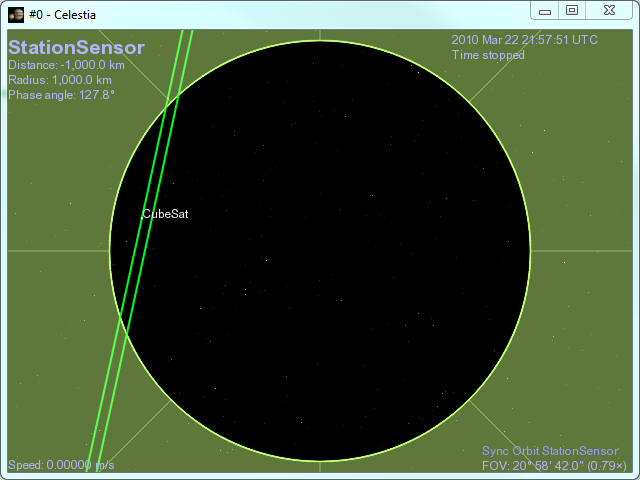 #0 - Celestia
StationSensor
Distance: -1,000.0 km
Radius: 1,000.0 km
Phase angle: 127.8°
2010 Mar 22 21:57:51 UTC
Time stopped
CubeSat
Speed: 0.00000 m/s
Sync Orbit StationSensor
FOV: 20° 58' 42.0" (0.79×)